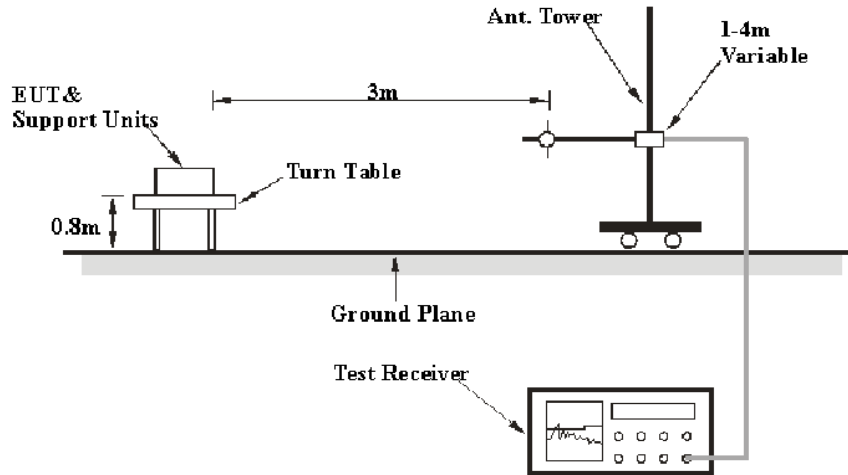 Ant. Tower
1-4m
Variable
3m
EUT&
Support Units
Turn Table
0.8m
Ground Plane
Test Receiver